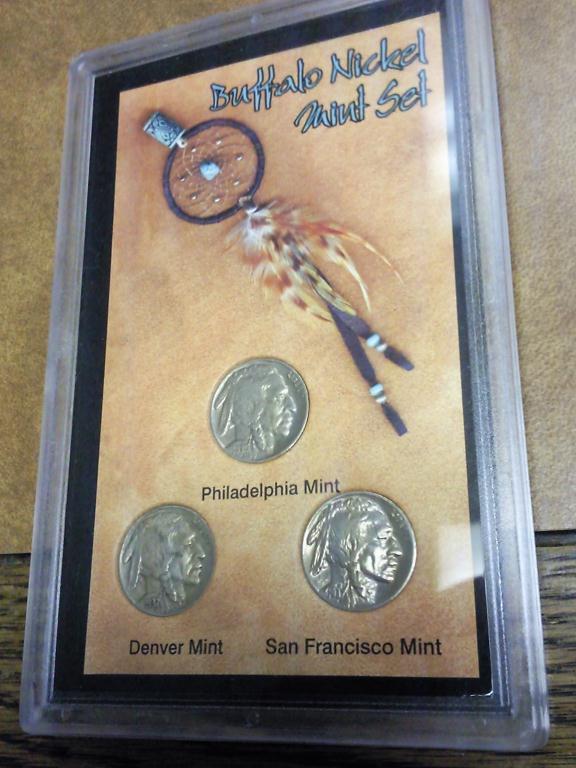 Buffalo Nickel
Mint Set
Philadelphia Mint
Denver Mint
San Francisco Mint